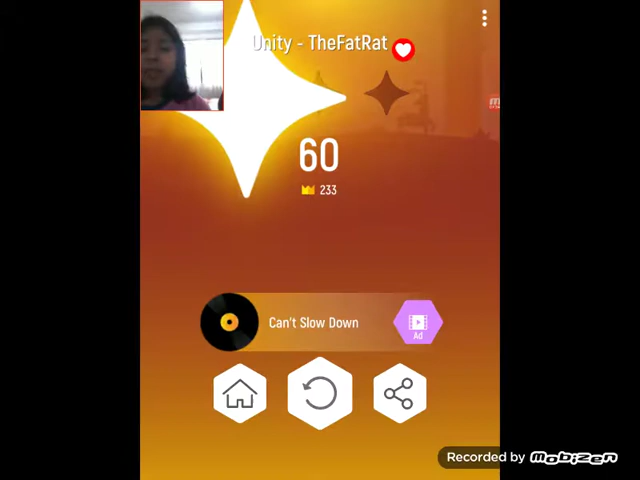 Unity - TheFatRat
60
233
Can't Slow Down
Ad
Recorded by mobizen